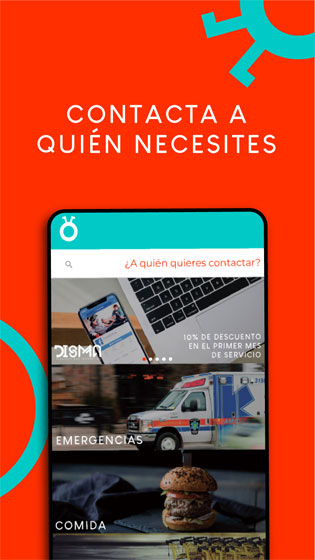 CONTACTA A
QUIÉN NECESITES
¿A quién quieres contactar?
DISMA
10% DE DESCUENTO
EN EL PRIMER MES
DE SERVICIO
EMERGENCIAS
COMIDA